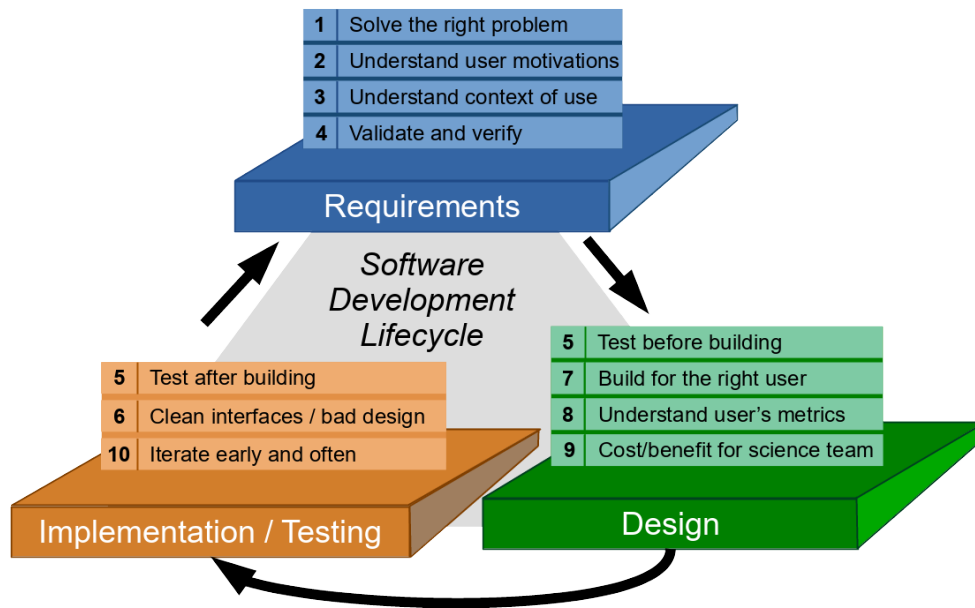 1 Solve the right problem
2 Understand user motivations
3 Understand context of use
4 Validate and verify
Requirements
Software
Development
Lifecycle
5 Test before building
7 Build for the right user
8 Understand user's metrics
9 Cost/benefit for science team
Design
5 Test after building
6 Clean interfaces / bad design
10 Iterate early and often
Implementation / Testing